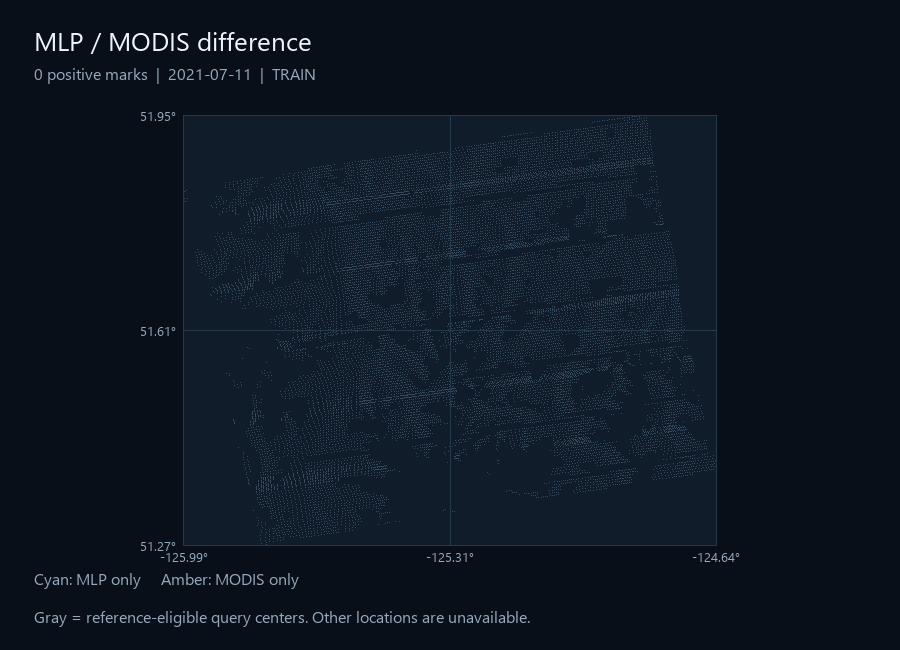 MLP / MODIS difference
0 positive marks | 2021-07-11 | TRAIN
51.95°
51.61°
51.27°
-125.99° -125.31° -124.64°
Cyan: MLP only Amber: MODIS only
Gray = reference-eligible query centers. Other locations are unavailable.